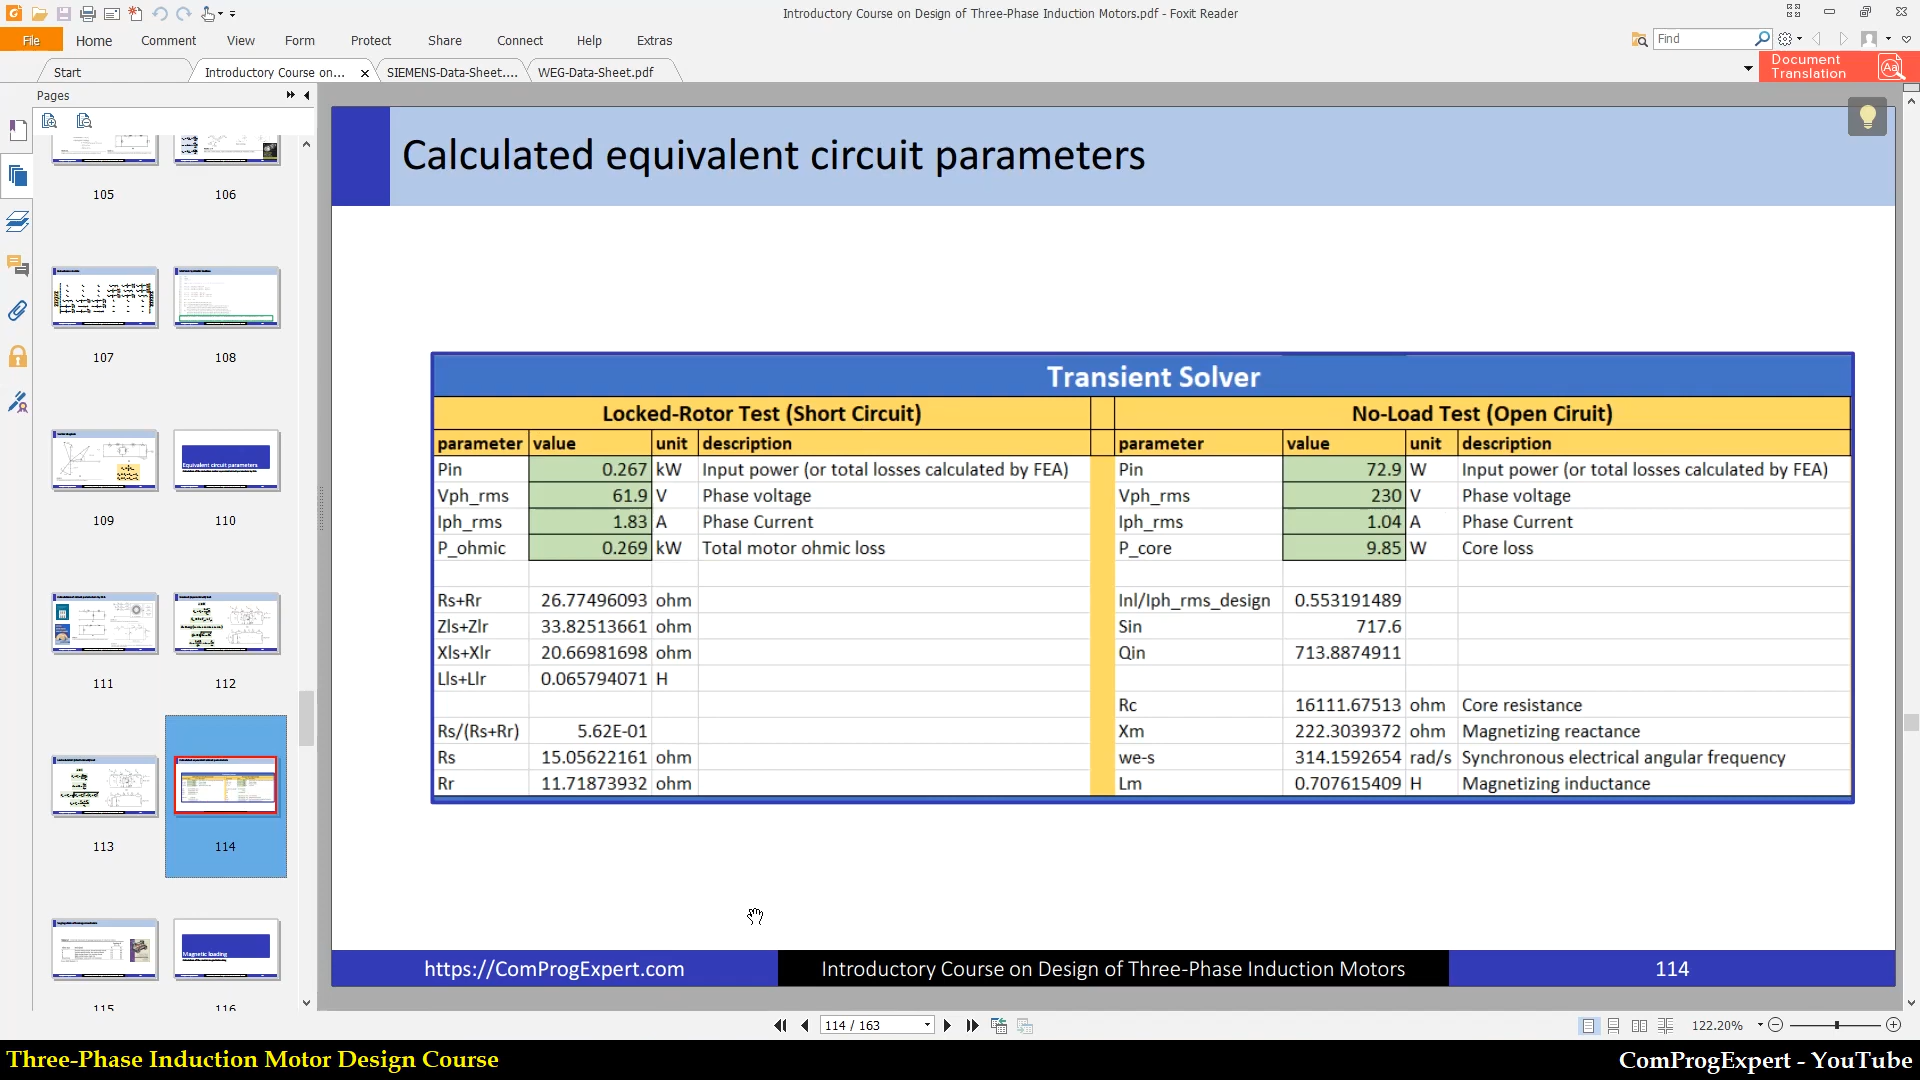 Introductory Course on Design of Three-Phase Induction Motors.pdf - Foxit Reader
File Home Comment View Form Protect Share Connect Help Extras
Find
Start Introductory Course on... SIEMENS-Data-Sheet.... WEG-Data-Sheet.pdf
Document Translation
Pages
105 106
107 108
109 110
Equivalent circuit parameters
111 112
113 114
Magnetic loading
115 116
Calculated equivalent circuit parameters
Transient Solver
Locked-Rotor Test (Short Circuit) No-Load Test (Open Ciruit)
parameter value unit description parameter value unit description
Pin 0.267 kW Input power (or total losses calculated by FEA) Pin 72.9 W Input power (or total losses calculated by FEA)
Vph_rms 61.9 V Phase voltage Vph_rms 230 V Phase voltage
Iph_rms 1.83 A Phase Current Iph_rms 1.04 A Phase Current
P_ohmic 0.269 kW Total motor ohmic loss P_core 9.85 W Core loss
Rs+Rr 26.77496093 ohm Inl/Iph_rms_design 0.553191489
Zls+Zlr 33.82513661 ohm Sin 717.6
Xls+Xlr 20.66981698 ohm Qin 713.8874911
Lls+Llr 0.065794071 H
Rc 16111.67513 ohm Core resistance
Rs/(Rs+Rr) 5.62E-01 Xm 222.3039372 ohm Magnetizing reactance
Rs 15.05622161 ohm we-s 314.1592654 rad/s Synchronous electrical angular frequency
Rr 11.71873932 ohm Lm 0.707615409 H Magnetizing inductance
https://ComProgExpert.com Introductory Course on Design of Three-Phase Induction Motors 114
114 / 163 122.20%
Three-Phase Induction Motor Design Course ComProgExpert - YouTube